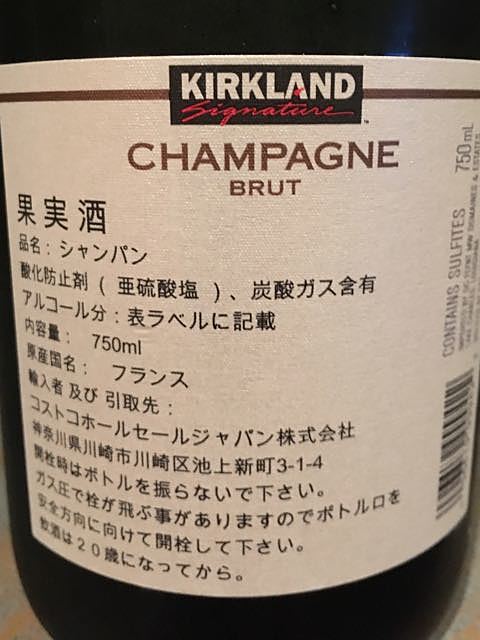 KIRKLAND
Signature
CHAMPAGNE
BRUT
果実酒
品名：シャンパン
酸化防止剤（亜硫酸塩）、炭酸ガス含有
アルコール分：表ラベルに記載
内容量： 750ml
原産国名： フランス
輸入者 及び 引取先：
コストコホールセールジャパン株式会社
神奈川県川崎市川崎区池上新町3-1-4
開栓時はボトルを振らないで下さい。
ガス圧で栓が飛ぶ事がありますのでボトル口を
安全方向に向けて開栓して下さい。
飲酒は２０歳になってから。
CONTAINS SULFITES 750mL